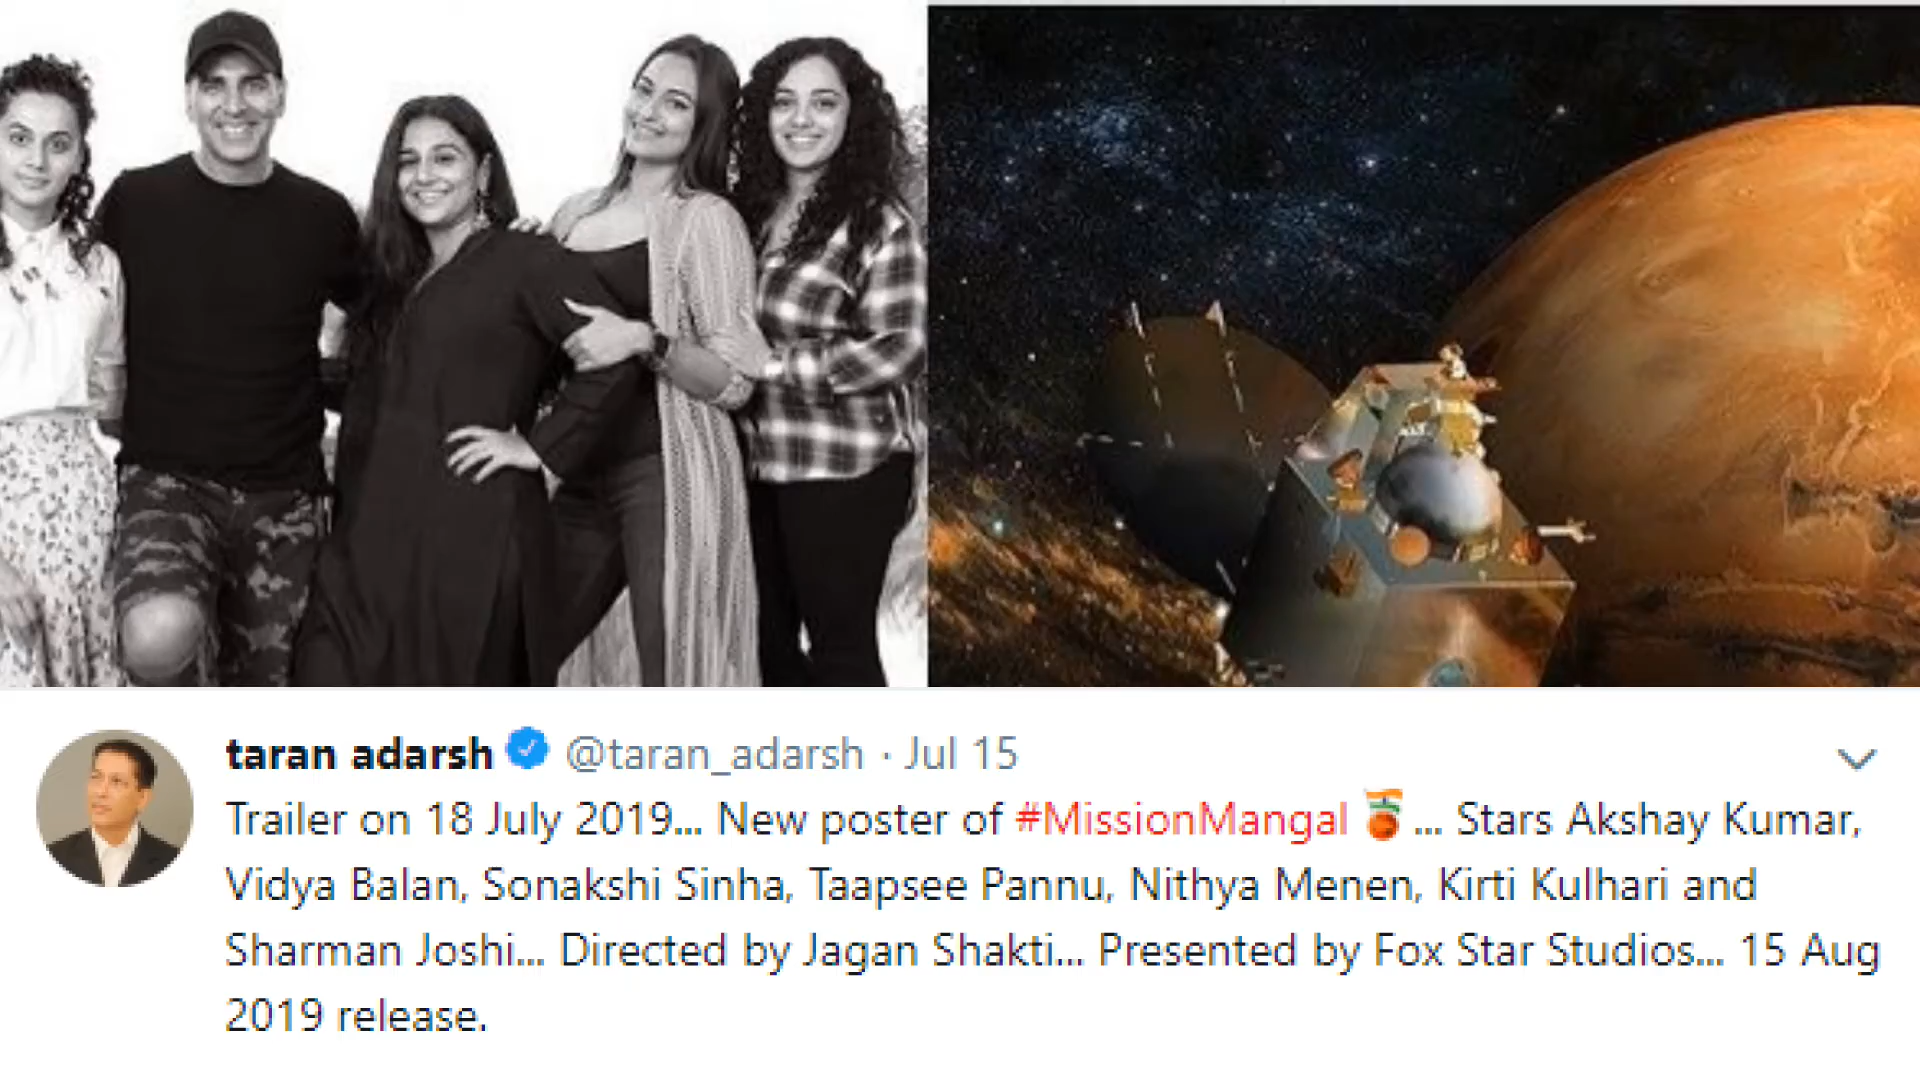 taran adarsh @taran_adarsh · Jul 15
Trailer on 18 July 2019... New poster of #MissionMangal ... Stars Akshay Kumar,
Vidya Balan, Sonakshi Sinha, Taapsee Pannu, Nithya Menen, Kirti Kulhari and
Sharman Joshi... Directed by Jagan Shakti... Presented by Fox Star Studios... 15 Aug
2019 release.